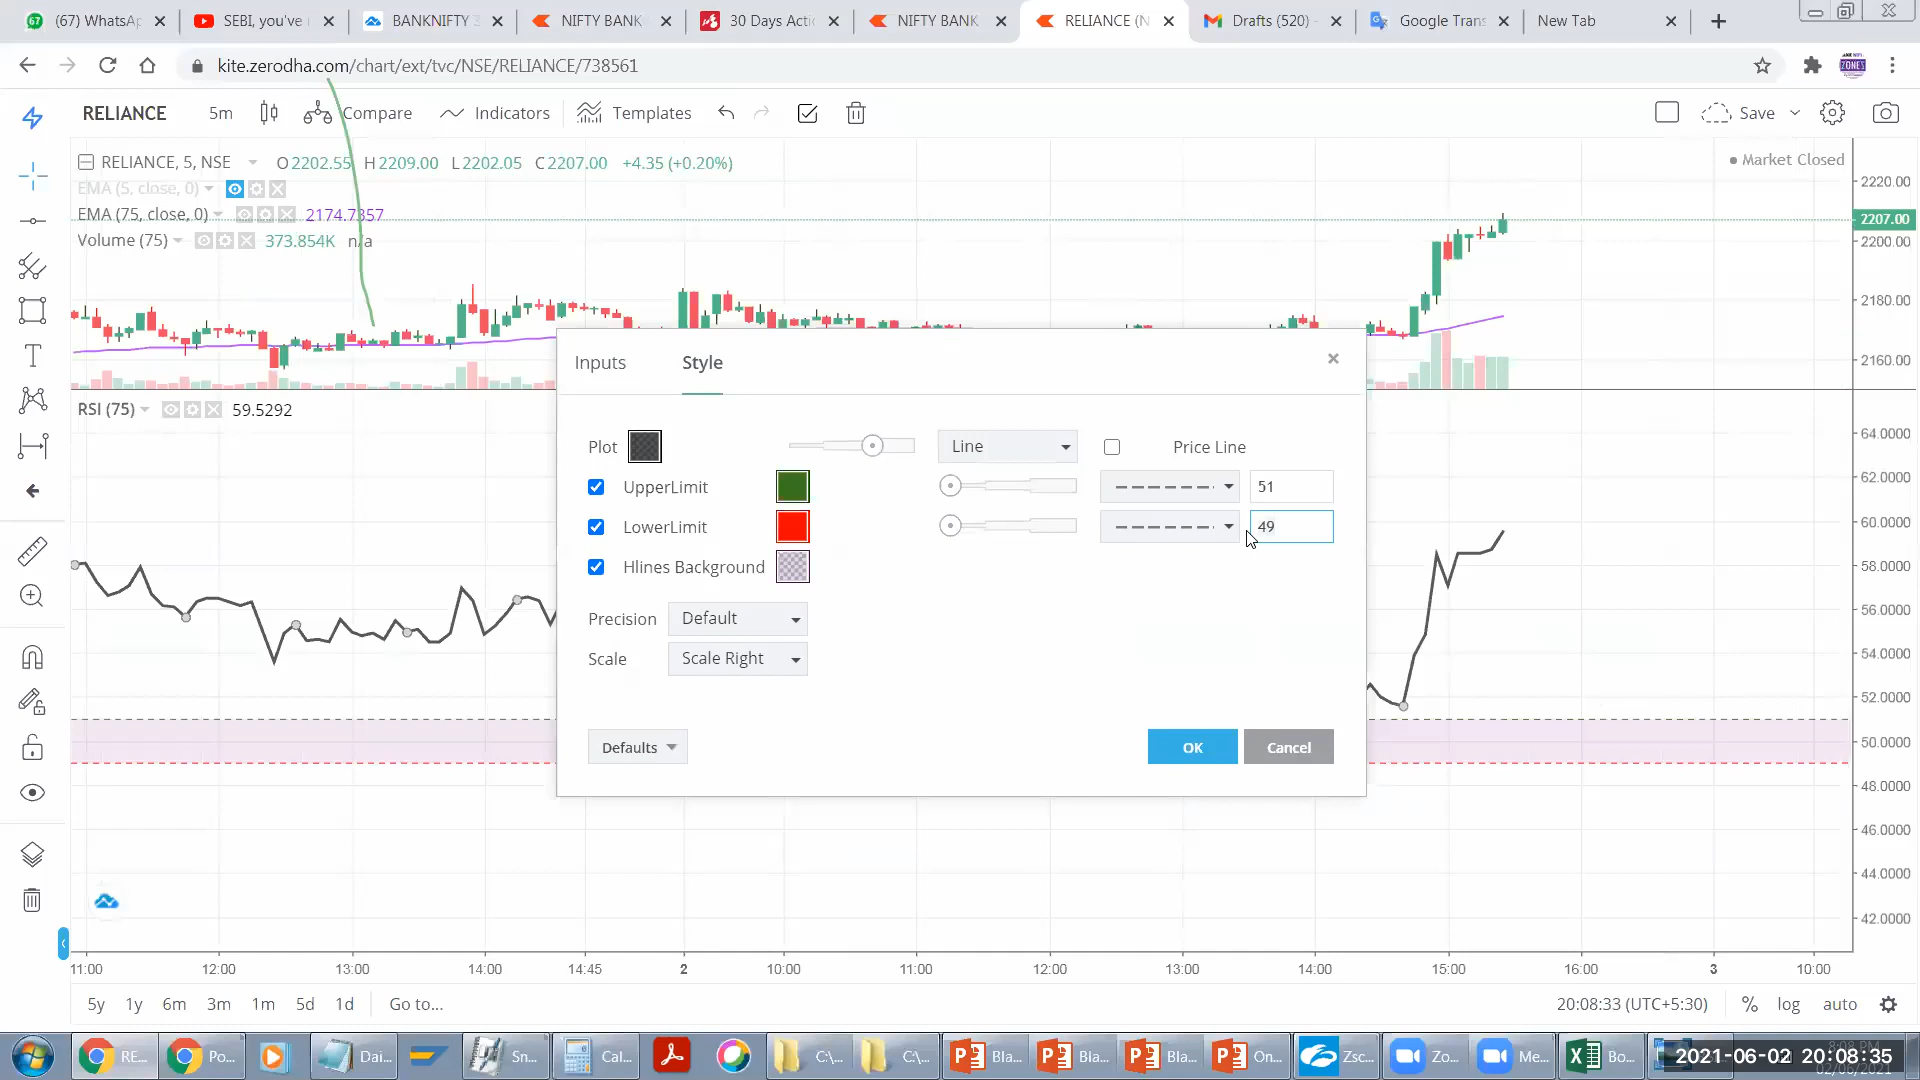 (67) WhatsAp
SEBI, you've
BANKNIFTY 3
NIFTY BANK
30 Days Acti
NIFTY BANK
RELIANCE (N
Drafts (520) -
Google Trans
New Tab
kite.zerodha.com/chart/ext/tvc/NSE/RELIANCE/738561
RELIANCE 5m Compare Indicators Templates Save
RELIANCE, 5, NSE O2202.55 H2209.00 L2202.05 C2207.00 +4.35 (+0.20%)
Market Closed
EMA (5, close, 0)
EMA (75, close, 0) 2174.7357
Volume (75) 373.854K n/a
2220.00
2207.00
2200.00
2180.00
2160.00
Inputs Style
RSI (75) 59.5292
Plot Line Price Line
UpperLimit 51
LowerLimit 49
Hlines Background
Precision Default
Scale Scale Right
Defaults OK Cancel
64.0000
62.0000
60.0000
58.0000
56.0000
54.0000
52.0000
50.0000
48.0000
46.0000
44.0000
42.0000
11:00 12:00 13:00 14:00 14:45 2 10:00 11:00 12:00 13:00 14:00 15:00 16:00 3 10:00
5y 1y 6m 3m 1m 5d 1d Go to... 20:08:33 (UTC+5:30) % log auto
RE... Po... Dai... Sn... Cal... C:\... C:\... Bla... Bla... Bla... On... Zsc... Zo... Me... Bo...
2021-06-02 20:08:35